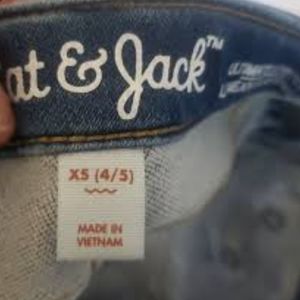 at & Jack™
XS (4/5)
MADE IN
VIETNAM